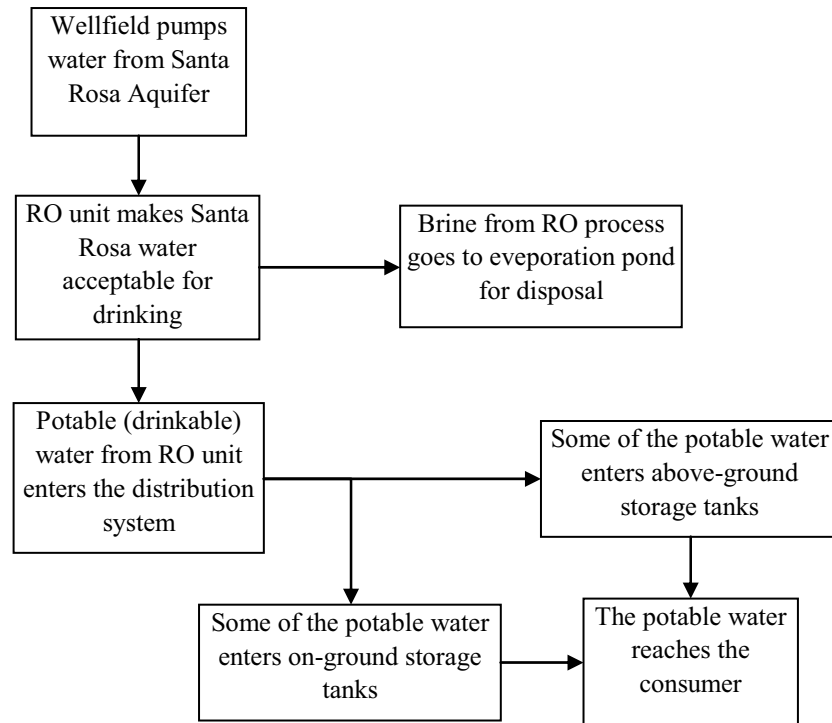 Wellfield pumps
water from Santa
Rosa Aquifer
RO unit makes Santa
Rosa water
acceptable for
drinking
Brine from RO process
goes to eveporation pond
for disposal
Potable (drinkable)
water from RO unit
enters the distribution
system
Some of the potable water
enters above-ground
storage tanks
Some of the potable water
enters on-ground storage
tanks
The potable water
reaches the
consumer